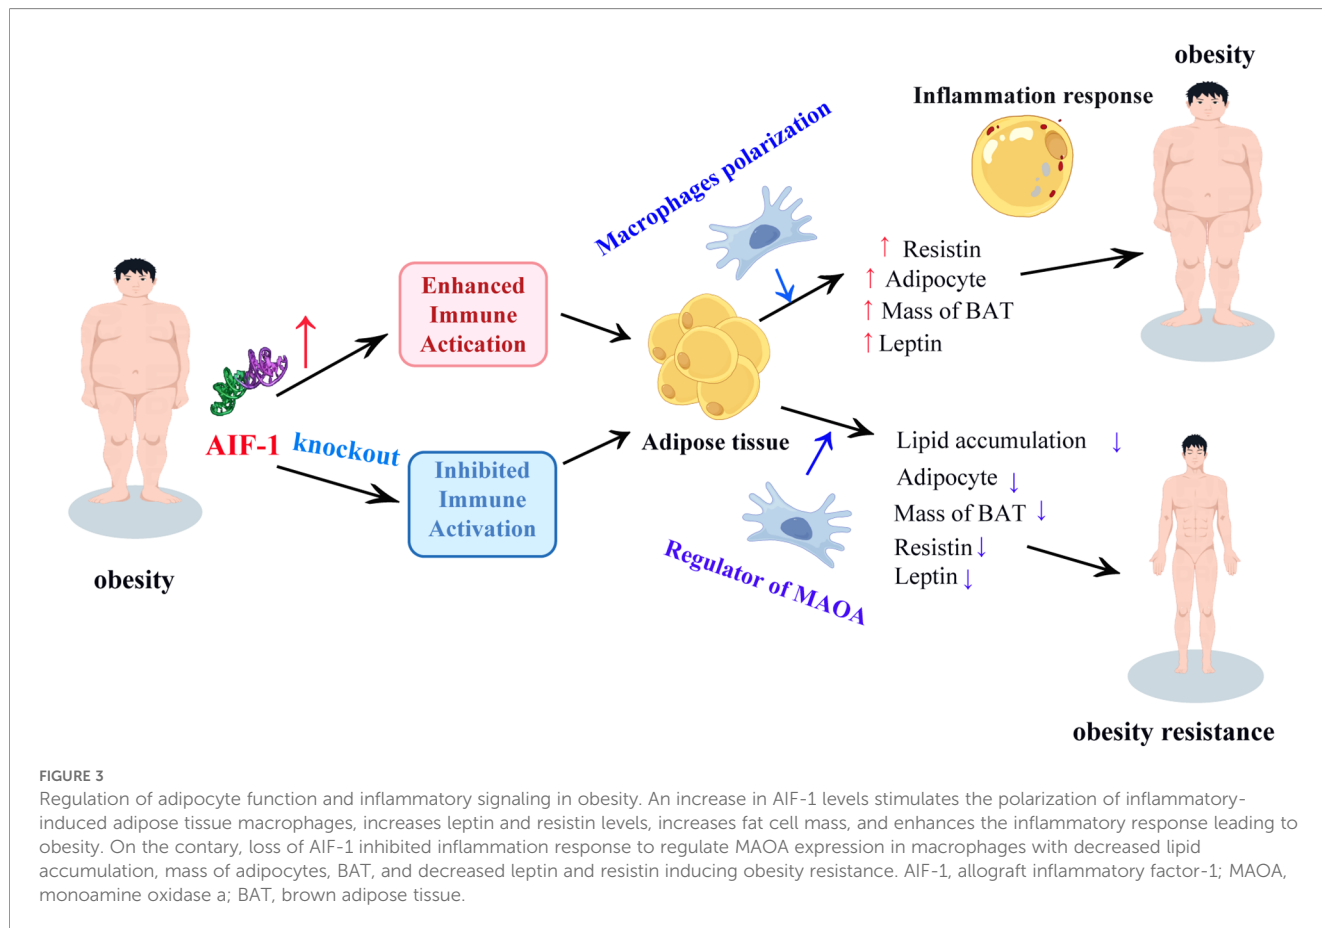 obesity
Inflammation response
Macrophages polarization
↑ Resistin
↑ Adipocyte
↑ Mass of BAT
↑ Leptin
Enhanced
Immune
Actication
AIF-1 knockout
Adipose tissue
Inhibited
Immune
Activation
Lipid accumulation ↓
Adipocyte ↓
Mass of BAT ↓
Resistin ↓
Leptin ↓
Regulator of MAOA
obesity
obesity resistance
FIGURE 3
Regulation of adipocyte function and inflammatory signaling in obesity. An increase in AIF-1 levels stimulates the polarization of inflammatory-
induced adipose tissue macrophages, increases leptin and resistin levels, increases fat cell mass, and enhances the inflammatory response leading to
obesity. On the contary, loss of AIF-1 inhibited inflammation response to regulate MAOA expression in macrophages with decreased lipid
accumulation, mass of adipocytes, BAT, and decreased leptin and resistin inducing obesity resistance. AIF-1, allograft inflammatory factor-1; MAOA,
monoamine oxidase a; BAT, brown adipose tissue.